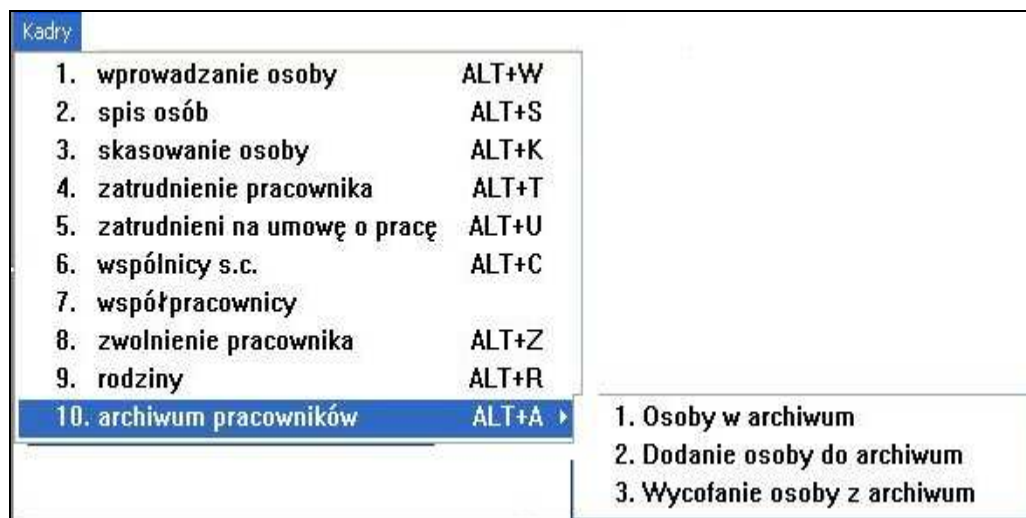 Kadry
1. wprowadzanie osoby ALT+W
2. spis osób ALT+S
3. skasowanie osoby ALT+K
4. zatrudnienie pracownika ALT+T
5. zatrudnieni na umowę o pracę ALT+U
6. wspólnicy s.c. ALT+C
7. współpracownicy
8. zwolnienie pracownika ALT+Z
9. rodziny ALT+R
10. archiwum pracowników ALT+A
1. Osoby w archiwum
2. Dodanie osoby do archiwum
3. Wycofanie osoby z archiwum